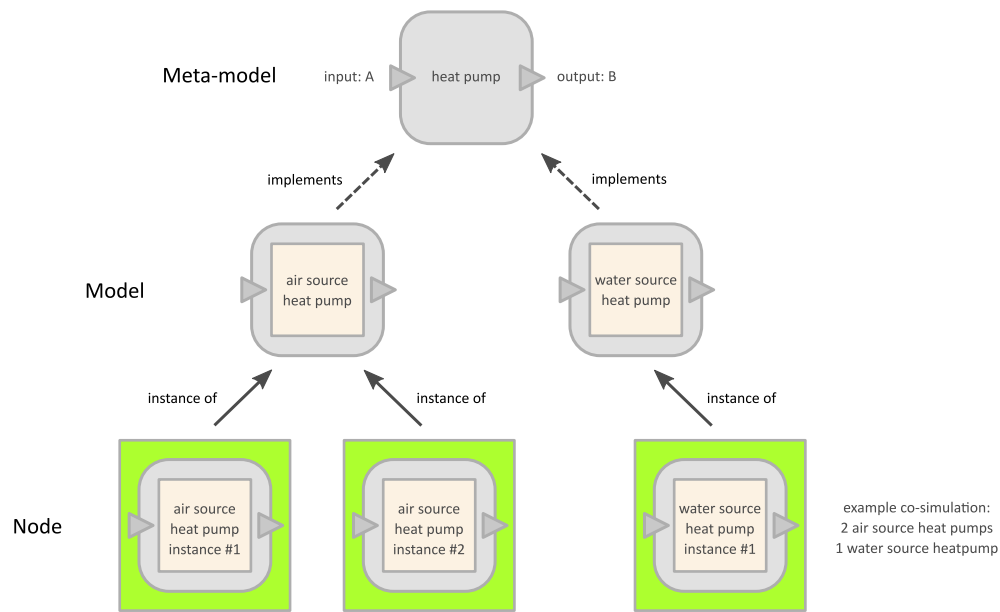 Meta-model
input: A
heat pump
output: B
implements
implements
Model
air source
heat pump
water source
heat pump
instance of
instance of
instance of
Node
air source
heat pump
instance #1
air source
heat pump
instance #2
water source
heat pump
instance #1
example co-simulation:
2 air source heat pumps
1 water source heatpump